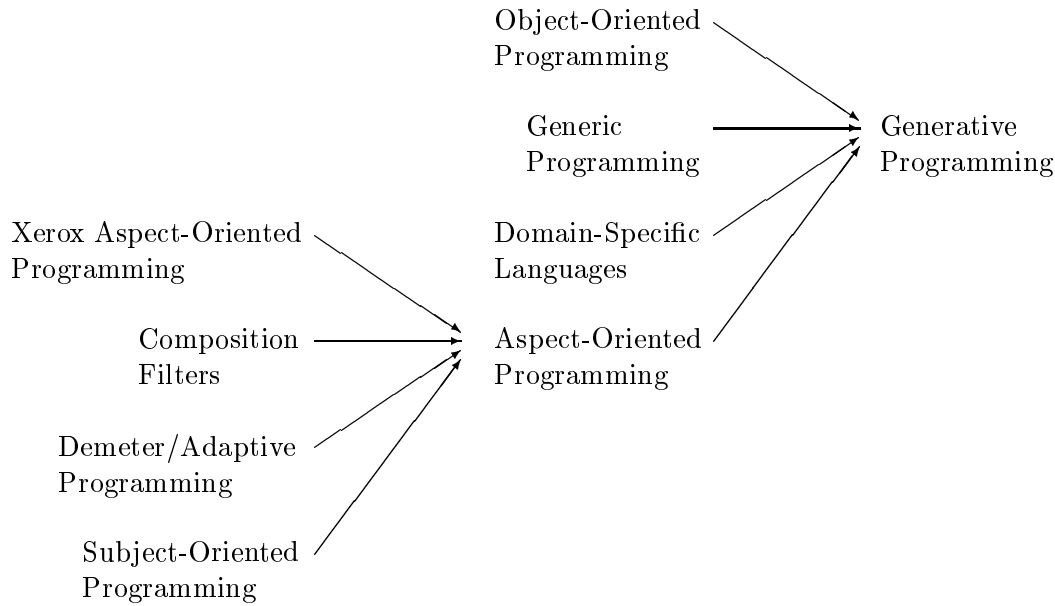 Object-Oriented
Programming
Generic
Programming
Generative
Programming
Xerox Aspect-Oriented
Programming
Domain-Specific
Languages
Composition
Filters
Aspect-Oriented
Programming
Demeter/Adaptive
Programming
Subject-Oriented
Programming